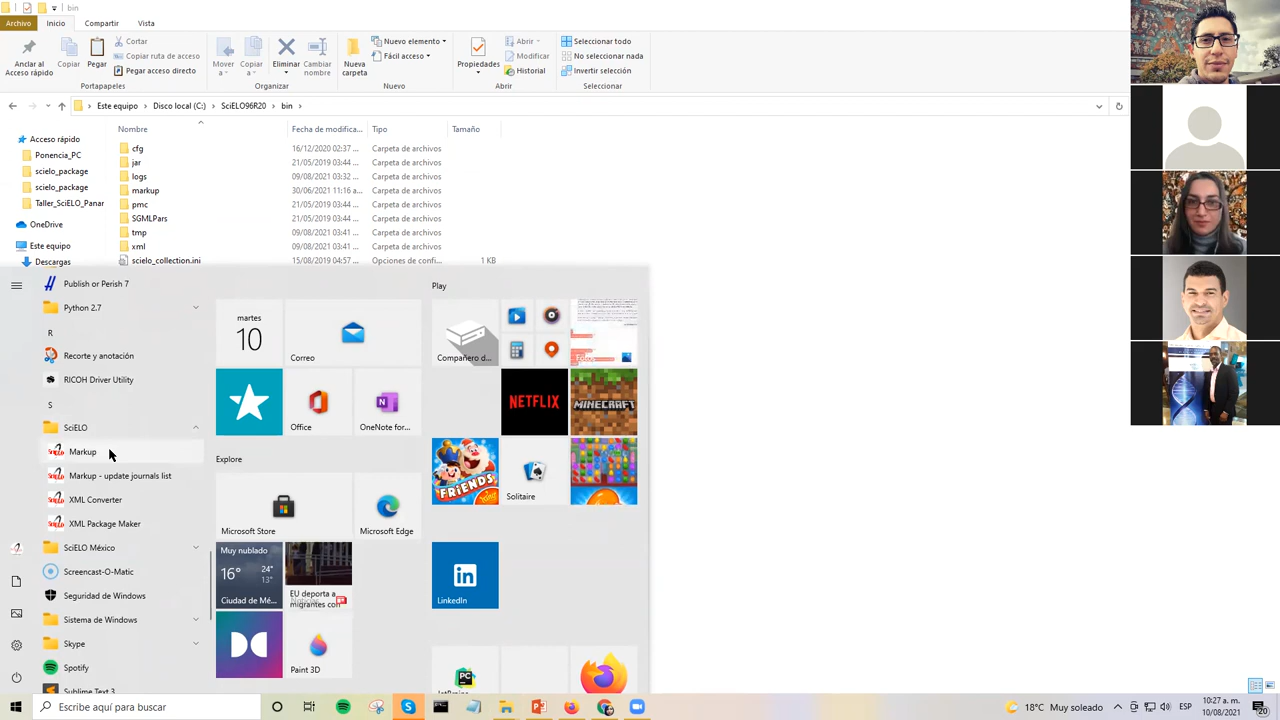 bin
Archivo Inicio Compartir Vista
Anclar al Acceso rápido
Copiar
Pegar
Cortar
Copiar ruta de acceso
Pegar acceso directo
Portapapeles
Mover a
Copiar a
Eliminar
Cambiar nombre
Organizar
Nueva carpeta
Nuevo elemento
Fácil acceso
Nuevo
Propiedades
Abrir
Modificar
Historial
Abrir
Seleccionar todo
No seleccionar nada
Invertir selección
Seleccionar
Este equipo > Disco local (C:) > SciELO96R20 > bin >
Nombre Fecha de modifica... Tipo Tamaño
Acceso rápido
Ponencia_PC
scielo_package
scielo_package
Taller_SciELO_Panar
OneDrive
Este equipo
Descargas
cfg 16/12/2020 02:37 ... Carpeta de archivos
jar 21/05/2019 03:44 ... Carpeta de archivos
logs 09/08/2021 03:32 ... Carpeta de archivos
markup 30/06/2021 11:16 a... Carpeta de archivos
pmc 21/05/2019 03:44 ... Carpeta de archivos
SGMLPars 21/05/2019 03:44 ... Carpeta de archivos
tmp 09/08/2021 03:41 ... Carpeta de archivos
xml 09/08/2021 03:41 ... Carpeta de archivos
scielo_collection.ini 15/08/2019 04:57 ... Opciones de confi... 1 KB
Publish or Perish 7
Python 2.7
R
Recorte y anotación
RICOH Driver Utility
S
SciELO
Markup
Markup - update journals list
XML Converter
XML Package Maker
SciELO México
Screencast-O-Matic
Seguridad de Windows
Sistema de Windows
Skype
Spotify
Sublime Text 3
martes
10
Correo
Office
OneNote for...
Explore
Microsoft Store
Microsoft Edge
Muy nublado
16° 24° 13°
Ciudad de Mé...
EU deporta a
migrantes con
Noticias
Paint 3D
Play
Compañero d...
NETFLIX
MINECRAFT
FRIENDS
Solitaire
LinkedIn
PC
Escribe aquí para buscar
18°C Muy soleado
ESP
10:27 a. m.
10/08/2021
20